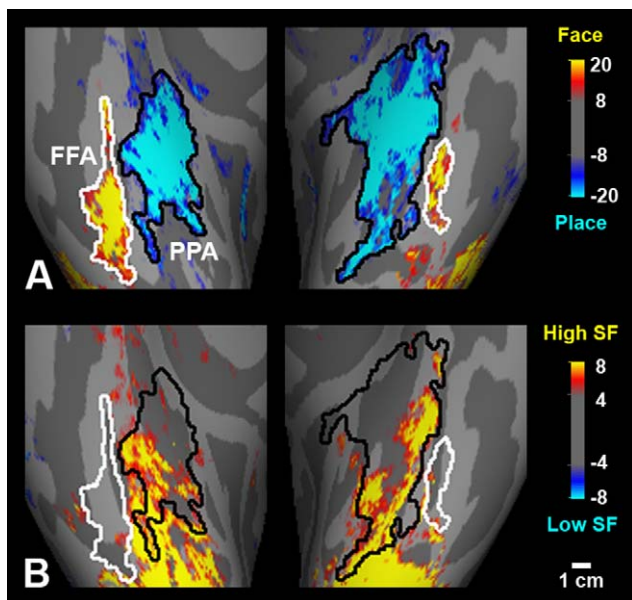 Face
20
8
-8
-20
Place
FFA
PPA
A
High SF
8
4
-4
-8
Low SF
B
1 cm